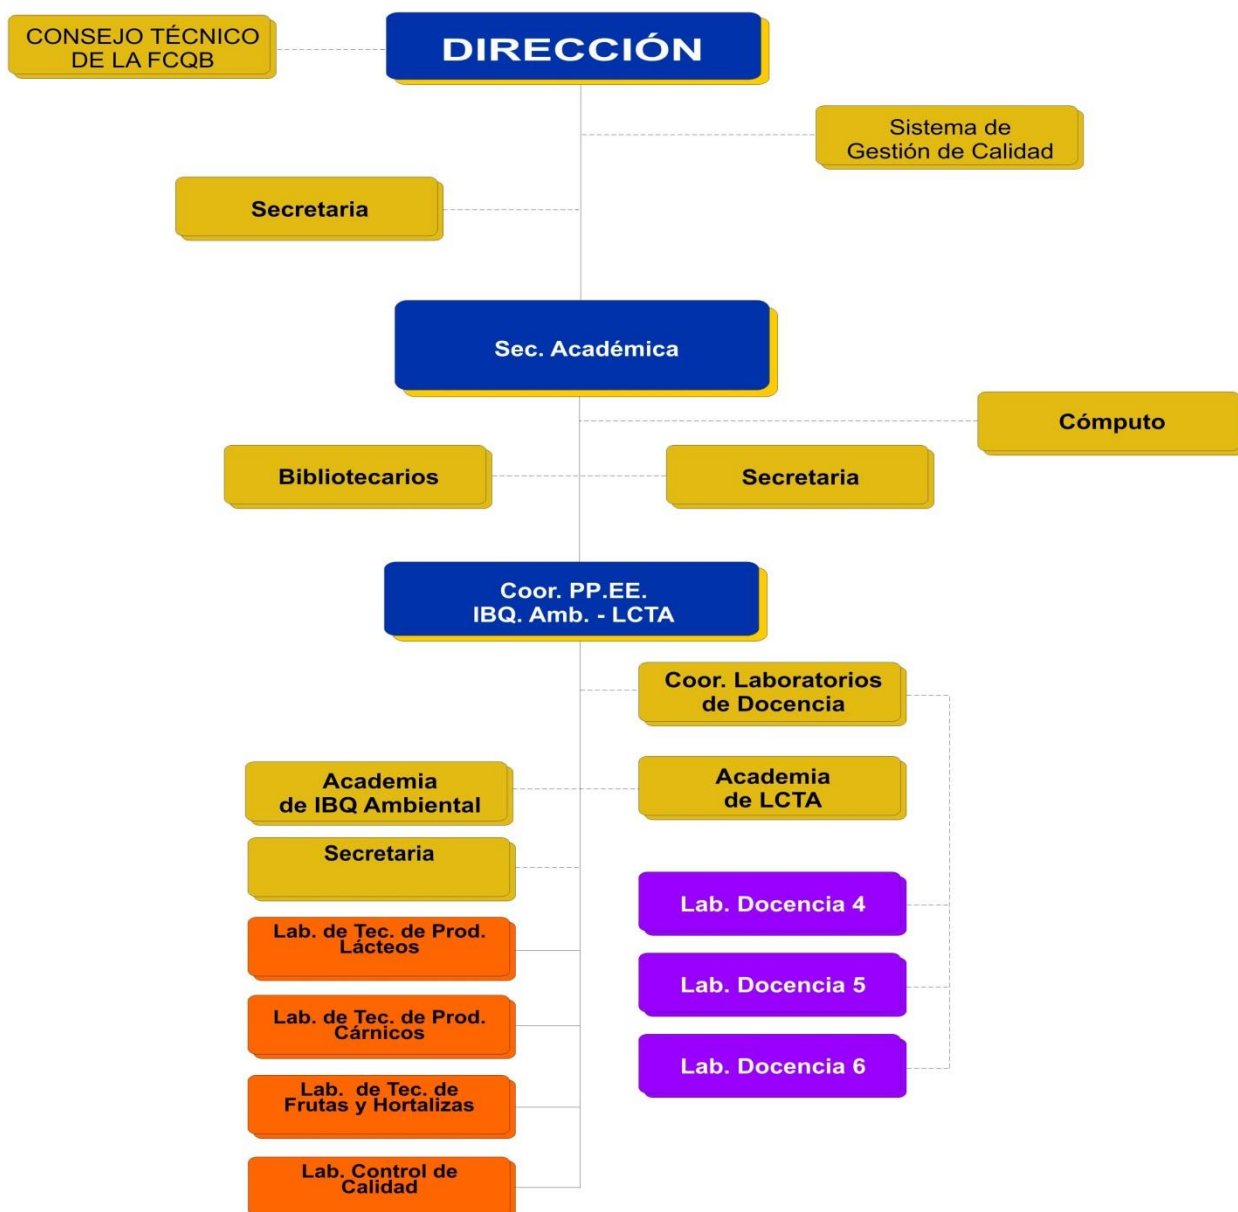 CONSEJO TÉCNICO
DE LA FCQB
DIRECCIÓN
Sistema de
Gestión de Calidad
Secretaria
Sec. Académica
Cómputo
Bibliotecarios
Secretaria
Coor. PP.EE.
IBQ. Amb. - LCTA
Coor. Laboratorios
de Docencia
Academia
de IBQ Ambiental
Academia
de LCTA
Secretaria
Lab. Docencia 4
Lab. de Tec. de Prod.
Lácteos
Lab. Docencia 5
Lab. de Tec. de Prod.
Cárnicos
Lab. Docencia 6
Lab. de Tec. de
Frutas y Hortalizas
Lab. Control de
Calidad